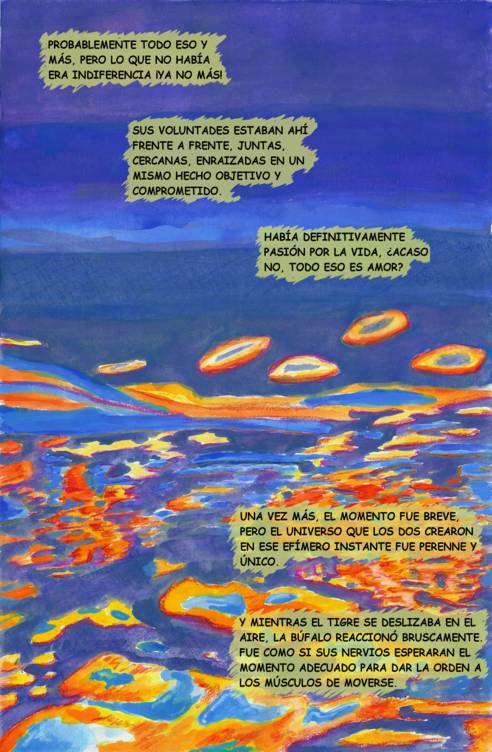 PROBABLEMENTE TODO ESO Y
MÁS, PERO LO QUE NO HABÍA
ERA INDIFERENCIA ¡YA NO MÁS!
SUS VOLUNTADES ESTABAN AHÍ
FRENTE A FRENTE, JUNTAS,
CERCANAS, ENRAIZADAS EN UN
MISMO HECHO OBJETIVO Y
COMPROMETIDO.
HABÍA DEFINITIVAMENTE
PASIÓN POR LA VIDA, ¿ACASO
NO, TODO ESO ES AMOR?
UNA VEZ MÁS, EL MOMENTO FUE BREVE,
PERO EL UNIVERSO QUE LOS DOS CREARON
EN ESE EFÍMERO INSTANTE FUE PERENNE Y
ÚNICO.
Y MIENTRAS EL TIGRE SE DESLIZABA EN EL
AIRE, LA BÚFALO REACCIONÓ BRUSCAMENTE.
FUE COMO SI SUS NERVIOS ESPERARAN EL
MOMENTO ADECUADO PARA DAR LA ORDEN A
LOS MÚSCULOS DE MOVERSE.